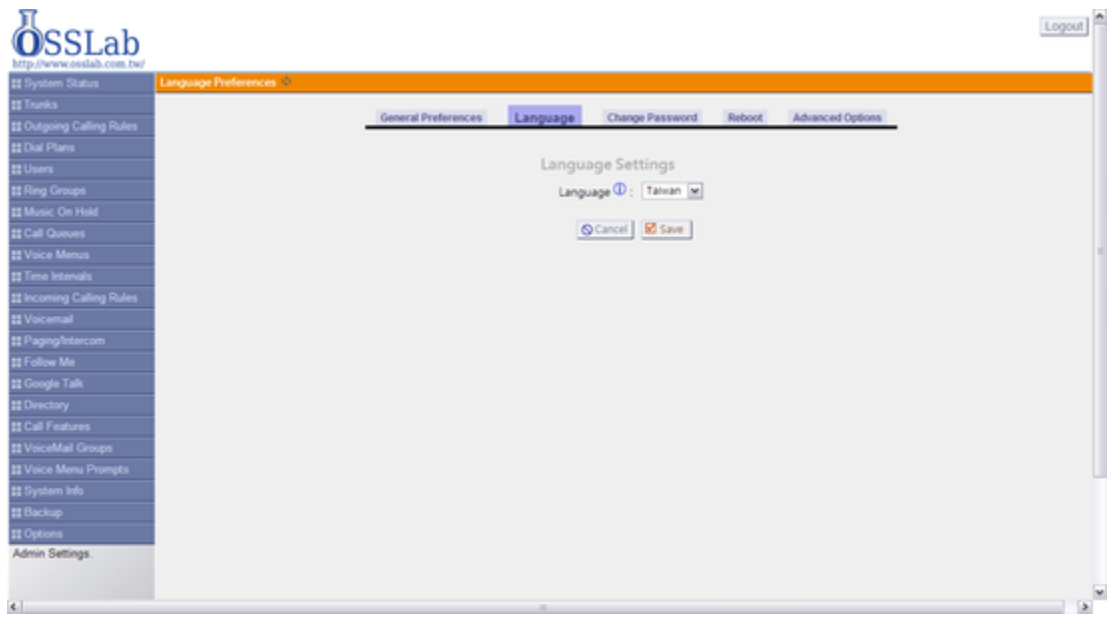 OSSLab
http://www.osslab.com.tw/
Logout
System Status
Trunks
Outgoing Calling Rules
Dial Plans
Users
Ring Groups
Music On Hold
Call Queues
Voice Menus
Time Intervals
Incoming Calling Rules
Voicemail
Paging/Intercom
Follow Me
Google Talk
Directory
Call Features
VoiceMail Groups
Voice Menu Prompts
System Info
Backup
Options
Admin Settings.
Language Preferences
General Preferences Language Change Password Reboot Advanced Options
Language Settings
Language : Taiwan
Cancel Save